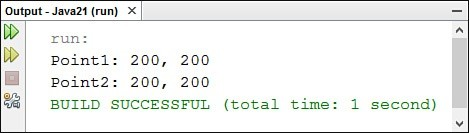 Output - Java21 (run)
run:
Point1: 200, 200
Point2: 200, 200
BUILD SUCCESSFUL (total time: 1 second)